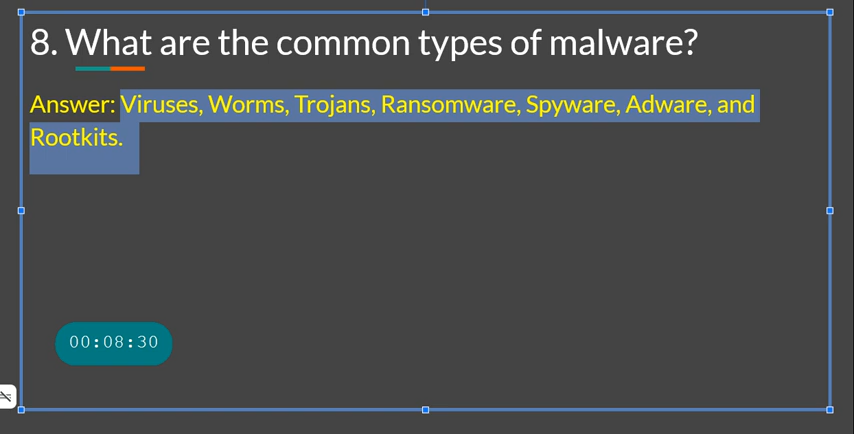 8. What are the common types of malware?
Answer: Viruses, Worms, Trojans, Ransomware, Spyware, Adware, and
Rootkits.
00:08:30